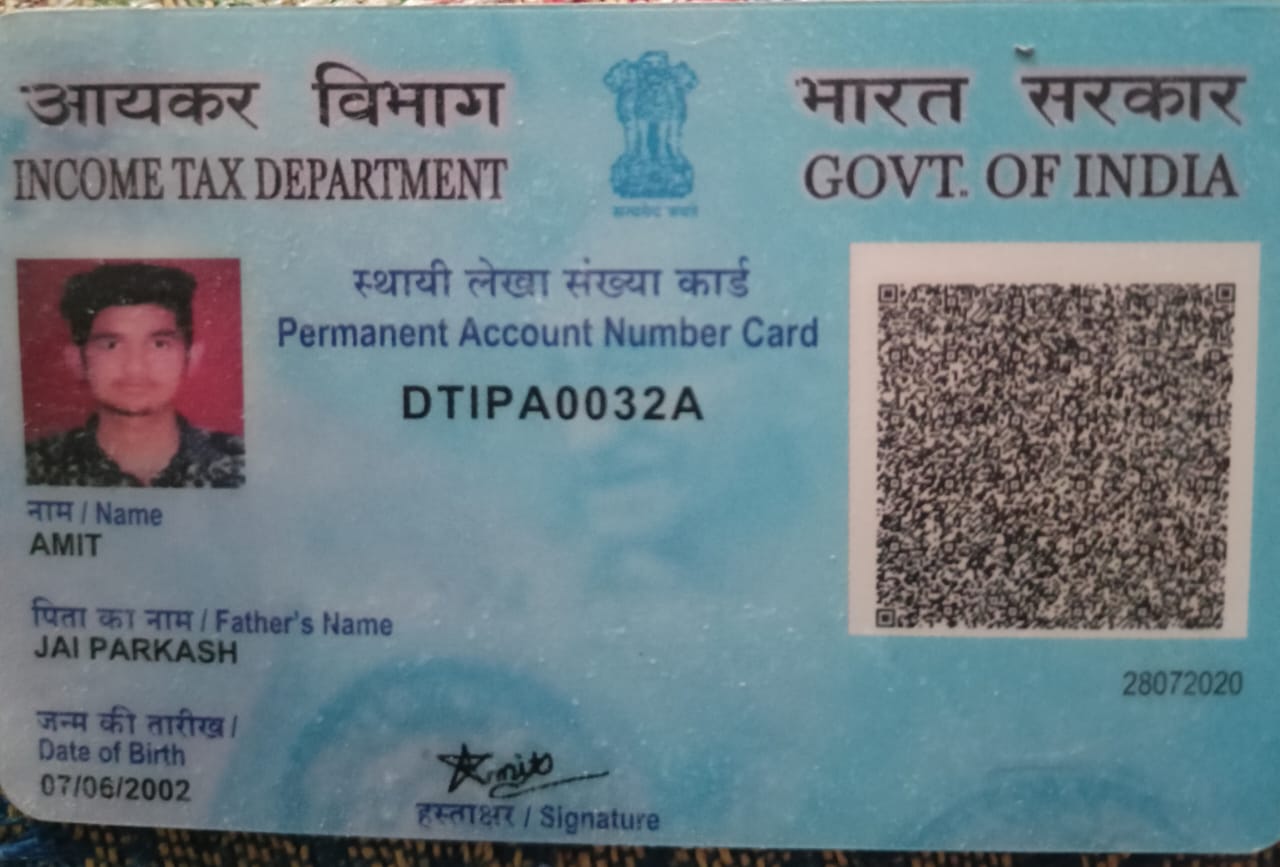 आयकर विभाग
INCOME TAX DEPARTMENT
सत्यमेव जयते
भारत सरकार
GOVT. OF INDIA
स्थायी लेखा संख्या कार्ड
Permanent Account Number Card
DTIPA0032A
नाम / Name
AMIT
पिता का नाम / Father's Name
JAI PARKASH
28072020
जन्म की तारीख /
Date of Birth
07/06/2002
Amit
हस्ताक्षर / Signature